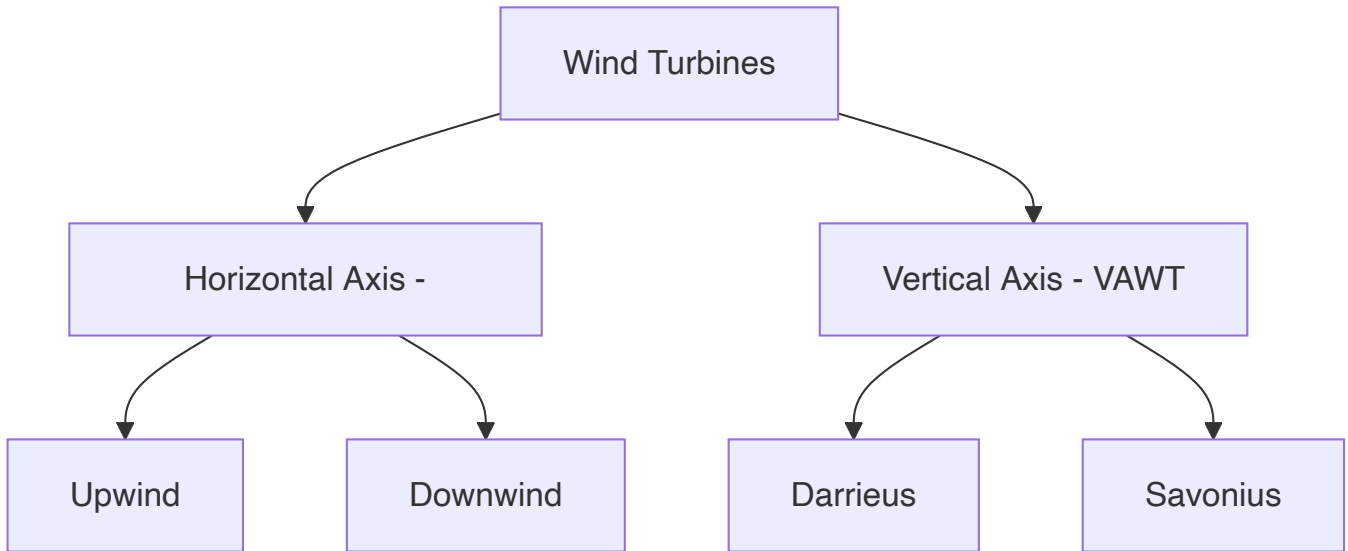 Wind Turbines
Horizontal Axis -
Vertical Axis - VAWT
Upwind
Downwind
Darrieus
Savonius